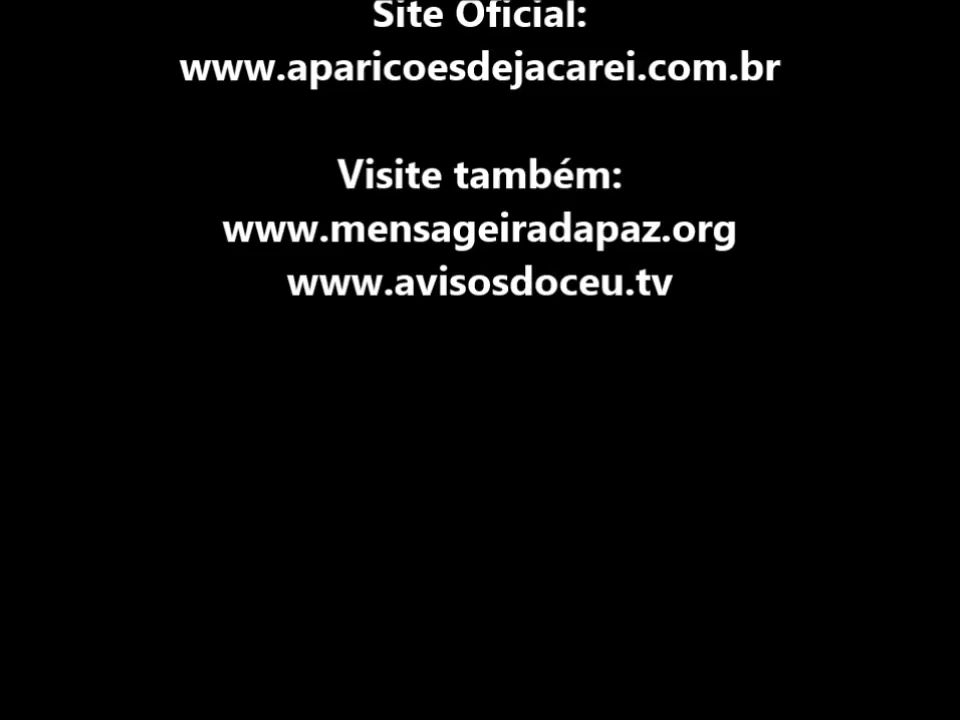 Site Oficial:
www.aparicoesdejacarei.com.br
Visite também:
www.mensageiradapaz.org
www.avisosdoceu.tv